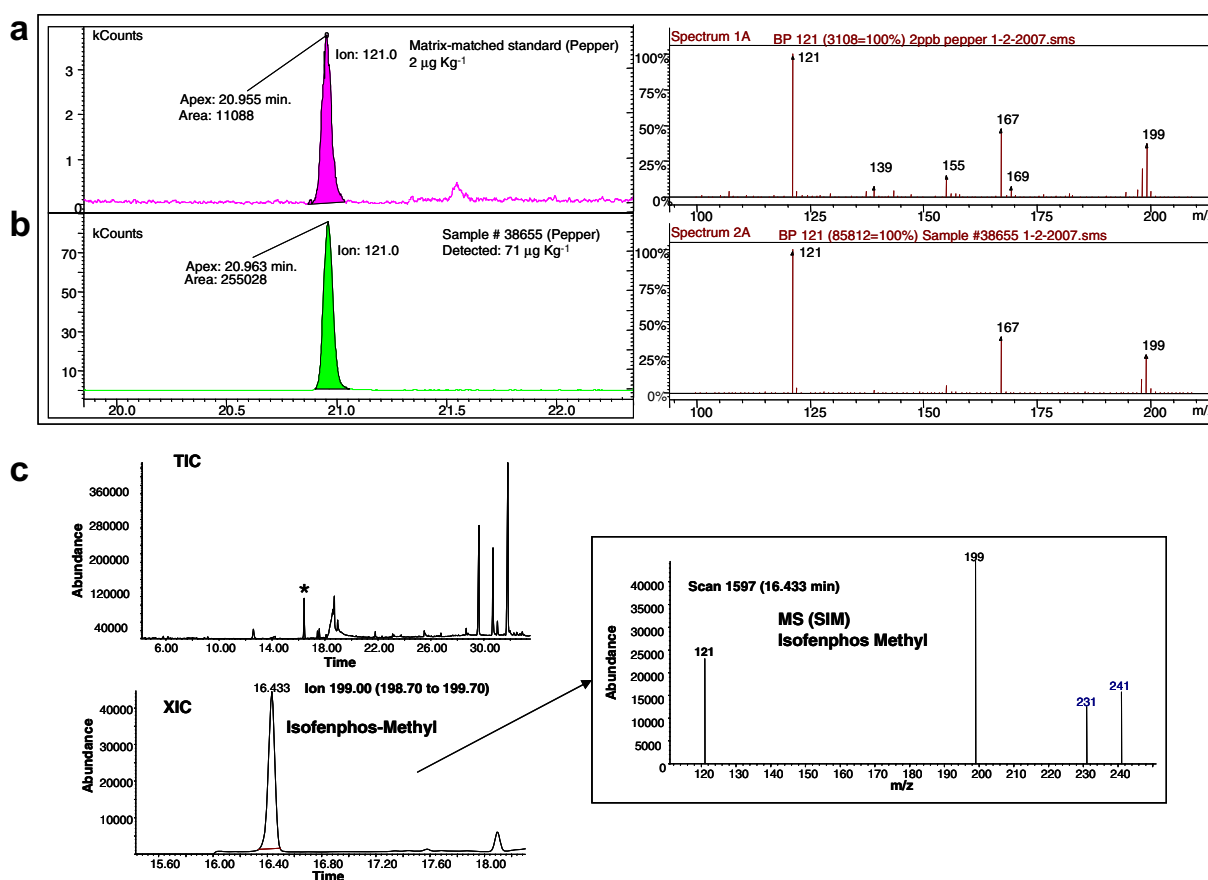 a
kCounts
Ion: 121.0
Matrix-matched standard (Pepper)
2 µg Kg-1
Apex: 20.955 min.
Area: 11088
3
2
1
0
Spectrum 1A BP 121 (3108=100%) 2ppb pepper 1-2-2007.sms
100%
75%
50%
25%
0%
121
139
155
167
169
199
100 125 150 175 200 m/
b
kCounts
Sample # 38655 (Pepper)
Detected: 71 µg Kg-1
Ion: 121.0
Apex: 20.963 min.
Area: 255028
70
50
30
10
20.0 20.5 21.0 21.5 22.0
Spectrum 2A BP 121 (85812=100%) Sample #38655 1-2-2007.sms
100%
75%
50%
25%
0%
121
167
199
100 125 150 175 200 m/
c
TIC
Abundance
360000
280000
200000
120000
40000
*
6.00 10.00 14.00 18.00 22.00 26.00 30.00
Time
16.433 Ion 199.00 (198.70 to 199.70)
XIC
Isofenphos-Methyl
Abundance
40000
30000
20000
10000
15.60 16.00 16.40 16.80 17.20 17.60 18.00
Time
199
Scan 1597 (16.433 min)
MS (SIM)
Isofenphos Methyl
121
231
241
Abundance
40000
35000
30000
25000
20000
15000
10000
5000
0
120 130 140 150 160 170 180 190 200 210 220 230 240
m/z